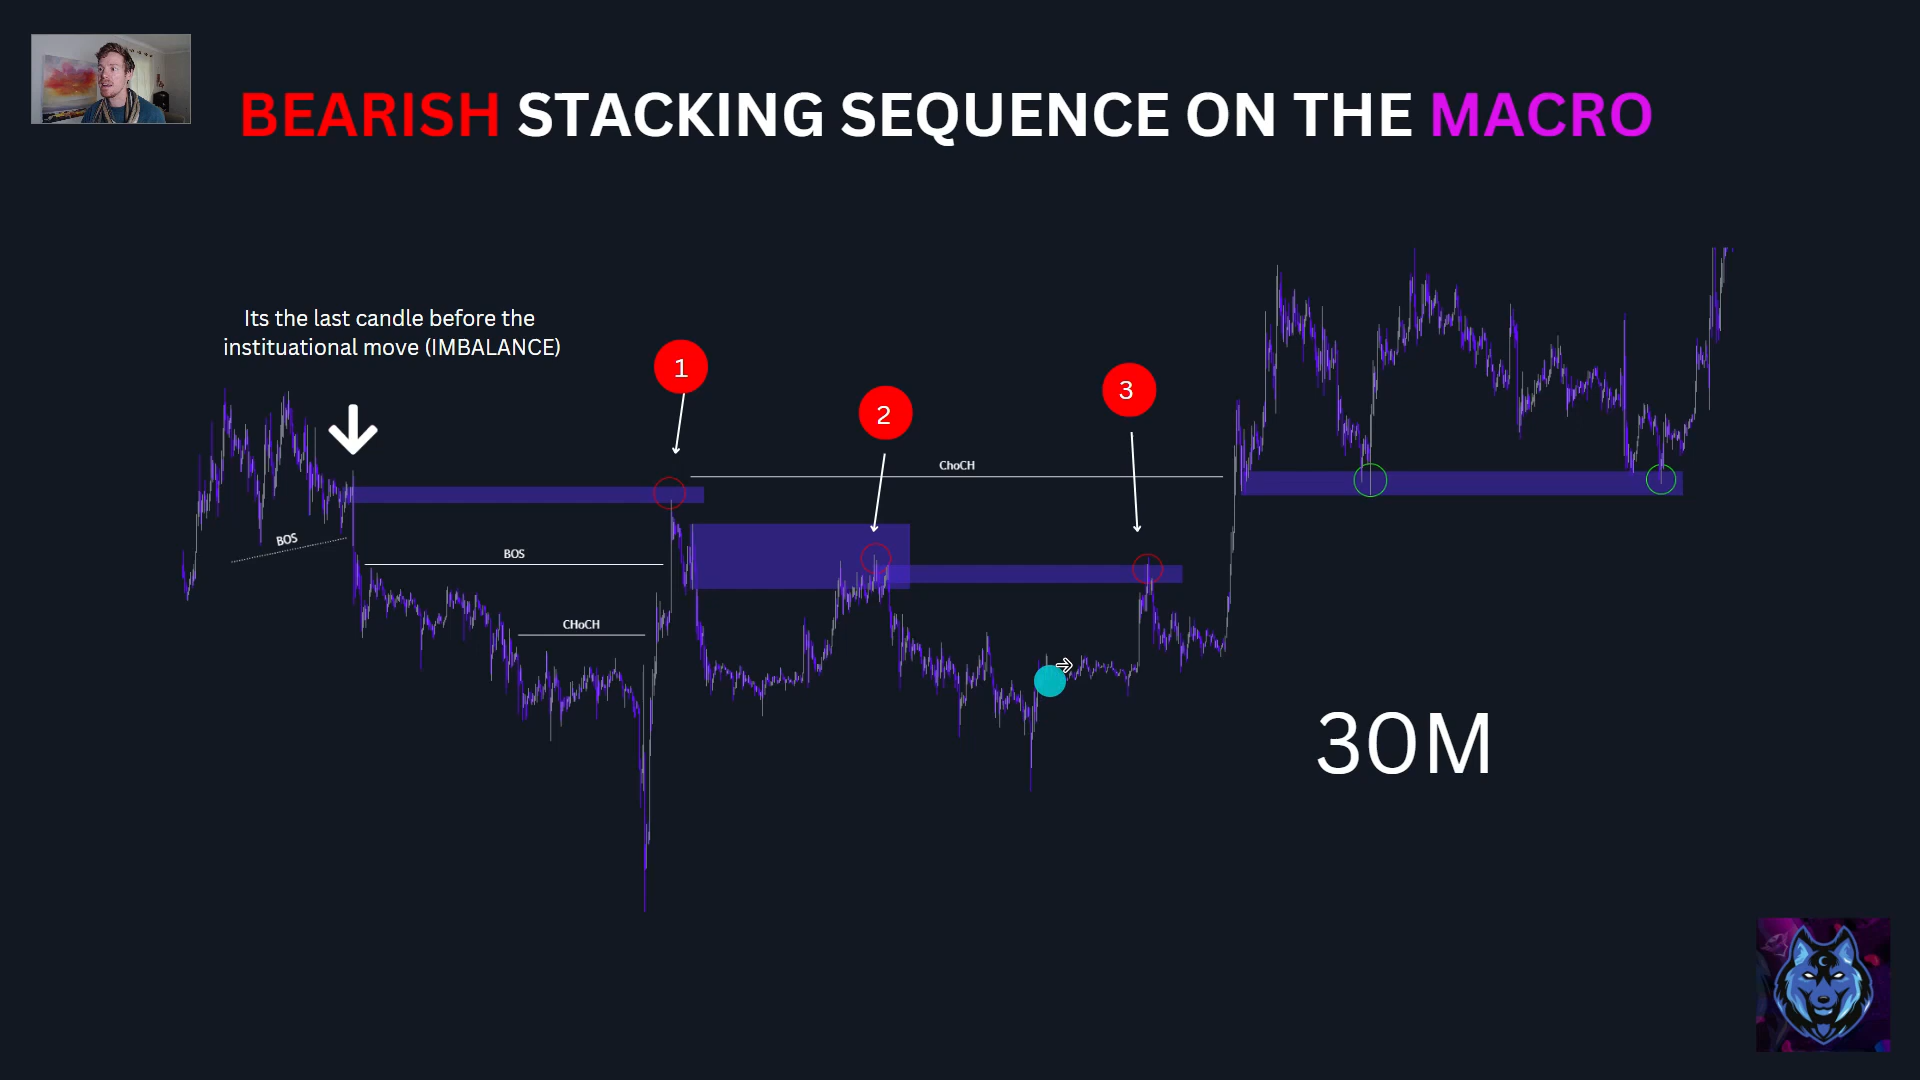 BEARISH STACKING SEQUENCE ON THE MACRO
Its the last candle before the
instituational move (IMBALANCE)
1
2
3
ChoCH
BOS
BOS
CHoCH
30M